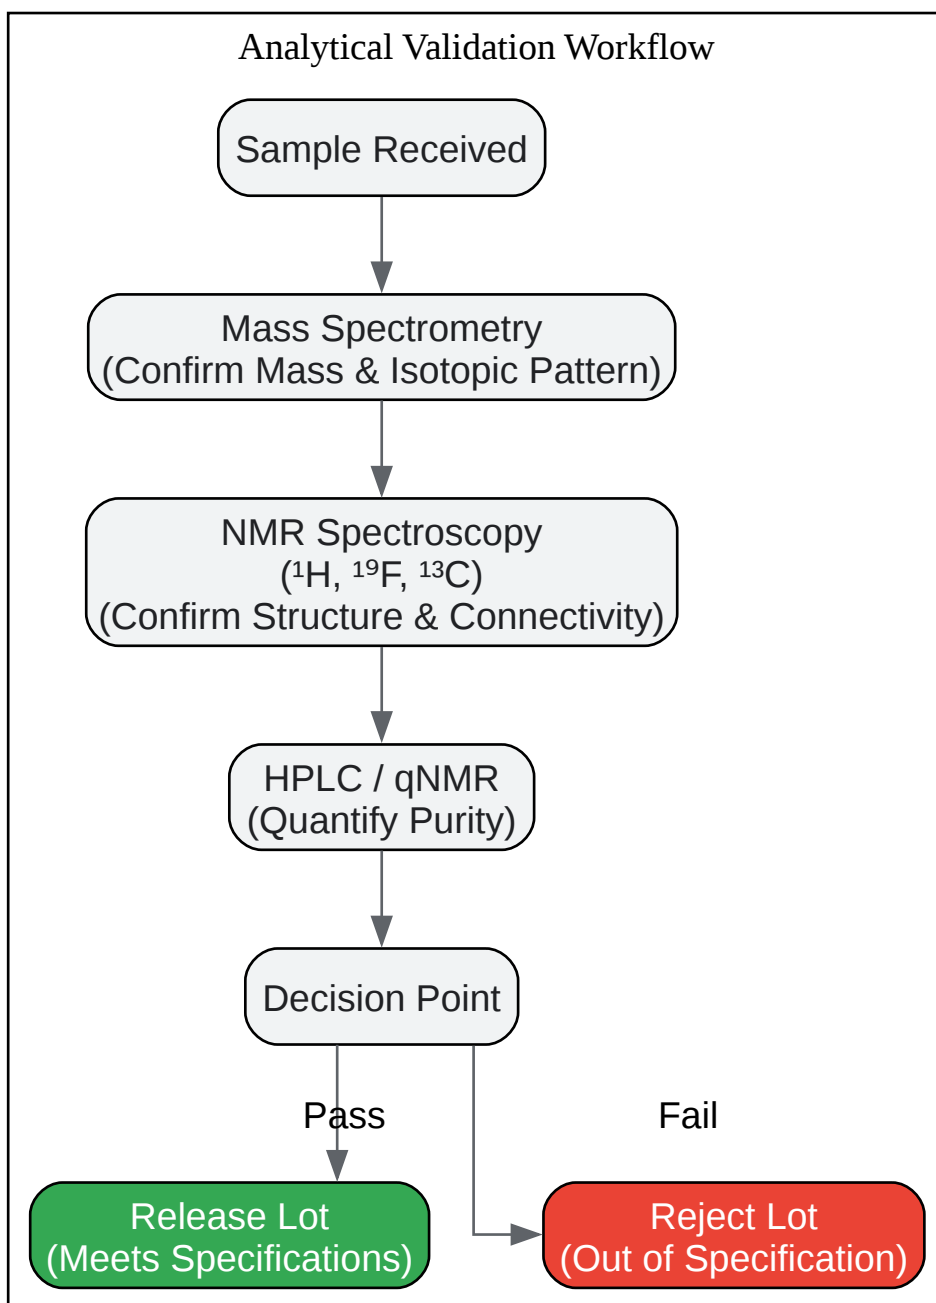 Analytical Validation Workflow
Sample Received
Mass Spectrometry
(Confirm Mass & Isotopic Pattern)
NMR Spectroscopy
(¹H, ¹⁹F, ¹³C)
(Confirm Structure & Connectivity)
HPLC / qNMR
(Quantify Purity)
Decision Point
Pass
Fail
Release Lot
(Meets Specifications)
Reject Lot
(Out of Specification)